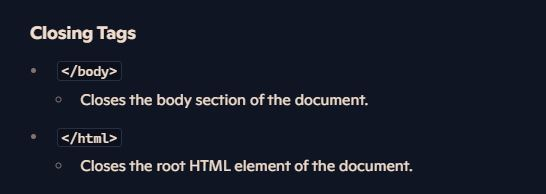 Closing Tags
</body>
Closes the body section of the document.
</html>
Closes the root HTML element of the document.